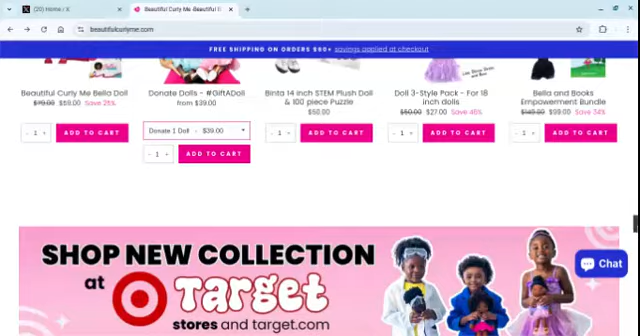 (20) Home / X
Beautiful Curly Me -Beautiful
beautifulcurlyme.com
FREE SHIPPING ON ORDERS $60+ savings applied at checkout
Beautiful Curly Me Bella Doll
$79.00 $59.00 Save 25%
ADD TO CART
Donate Dolls - #GiftADoll
from $39.00
Donate 1 Doll - $39.00
1
ADD TO CART
Binta 14 inch STEM Plush Doll
& 100 piece Puzzle
$50.00
1
ADD TO CART
Doll 3-Style Pack - For 18
inch dolls
$50.00 $27.00 Save 46%
1
ADD TO CART
Bella and Books
Empowerment Bundle
$149.00 $99.00 Save 34%
1
ADD TO CART
SHOP NEW COLLECTION
at Target
stores and target.com
Chat